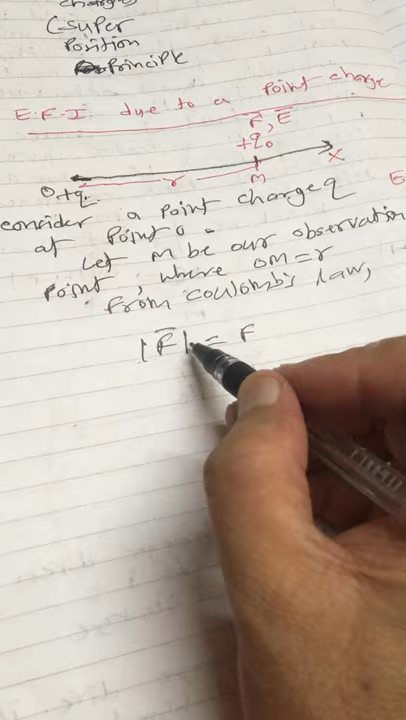 Charges
(-super
Position
Principle
E.F.I due to a point charge
F, E
+q₀
O,+q r M X
consider a point charge q
at point O.
Let M be our observation
point, where OM=r
From coulomb's law,
|F̅| = F